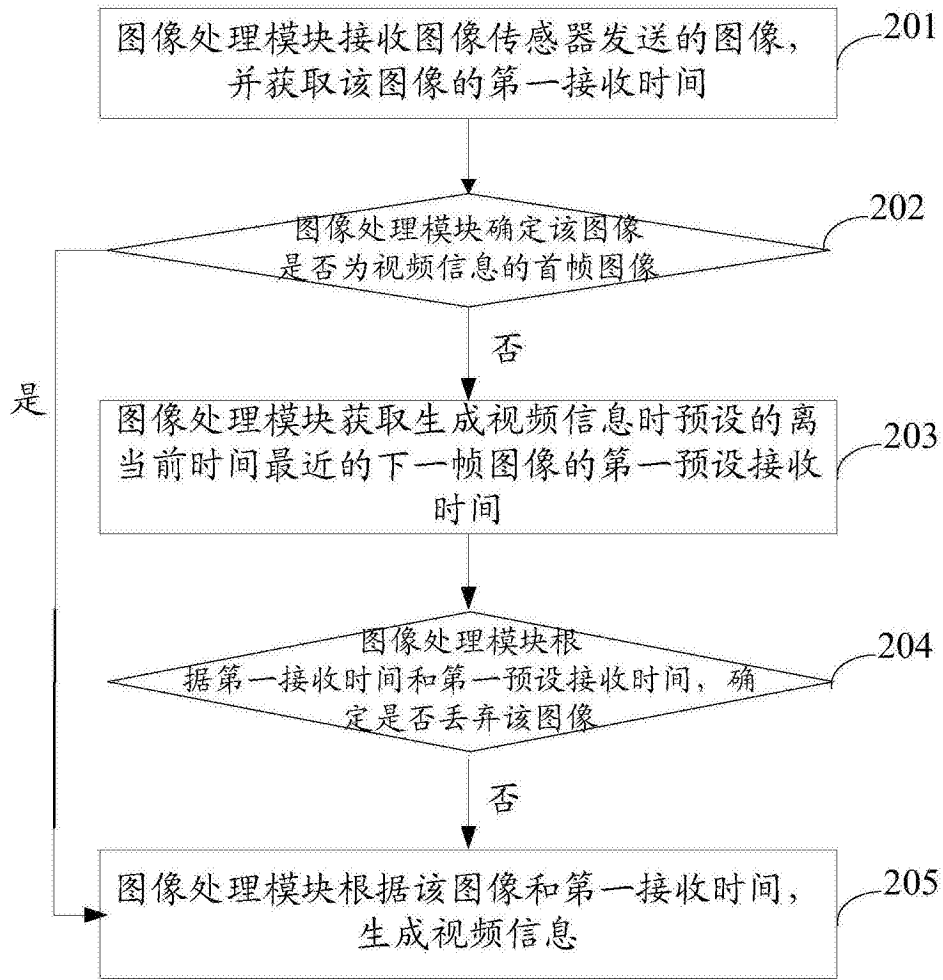 图像处理模块接收图像传感器发送的图像，
并获取该图像的第一接收时间
201
图像处理模块确定该图像
是否为视频信息的首帧图像
202
否
是
图像处理模块获取生成视频信息时预设的离
当前时间最近的下一帧图像的第一预设接收
时间
203
图像处理模块根
据第一接收时间和第一预设接收时间，确
定是否丢弃该图像
204
否
图像处理模块根据该图像和第一接收时间，
生成视频信息
205